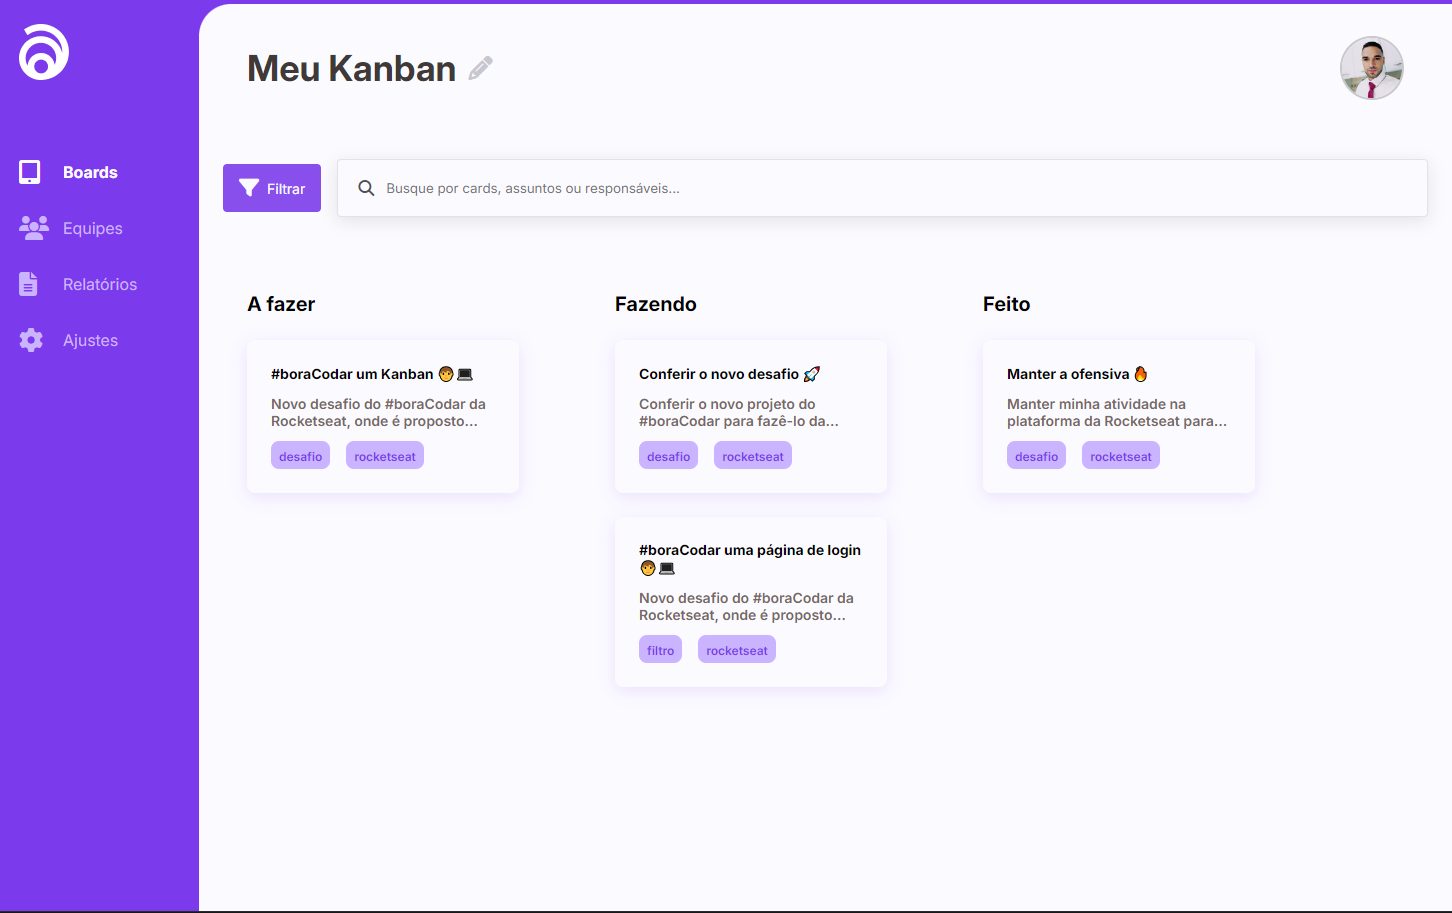 Meu Kanban
Boards
Equipes
Relatórios
Ajustes
Filtrar
Busque por cards, assuntos ou responsáveis...
A fazer
#boraCodar um Kanban 🧑💻
Novo desafio do #boraCodar da
Rocketseat, onde é proposto...
desafio rocketseat
Fazendo
Conferir o novo desafio 🚀
Conferir o novo projeto do
#boraCodar para fazê-lo da...
desafio rocketseat
#boraCodar uma página de login
🧑💻
Novo desafio do #boraCodar da
Rocketseat, onde é proposto...
filtro rocketseat
Feito
Manter a ofensiva 🔥
Manter minha atividade na
plataforma da Rocketseat para...
desafio rocketseat